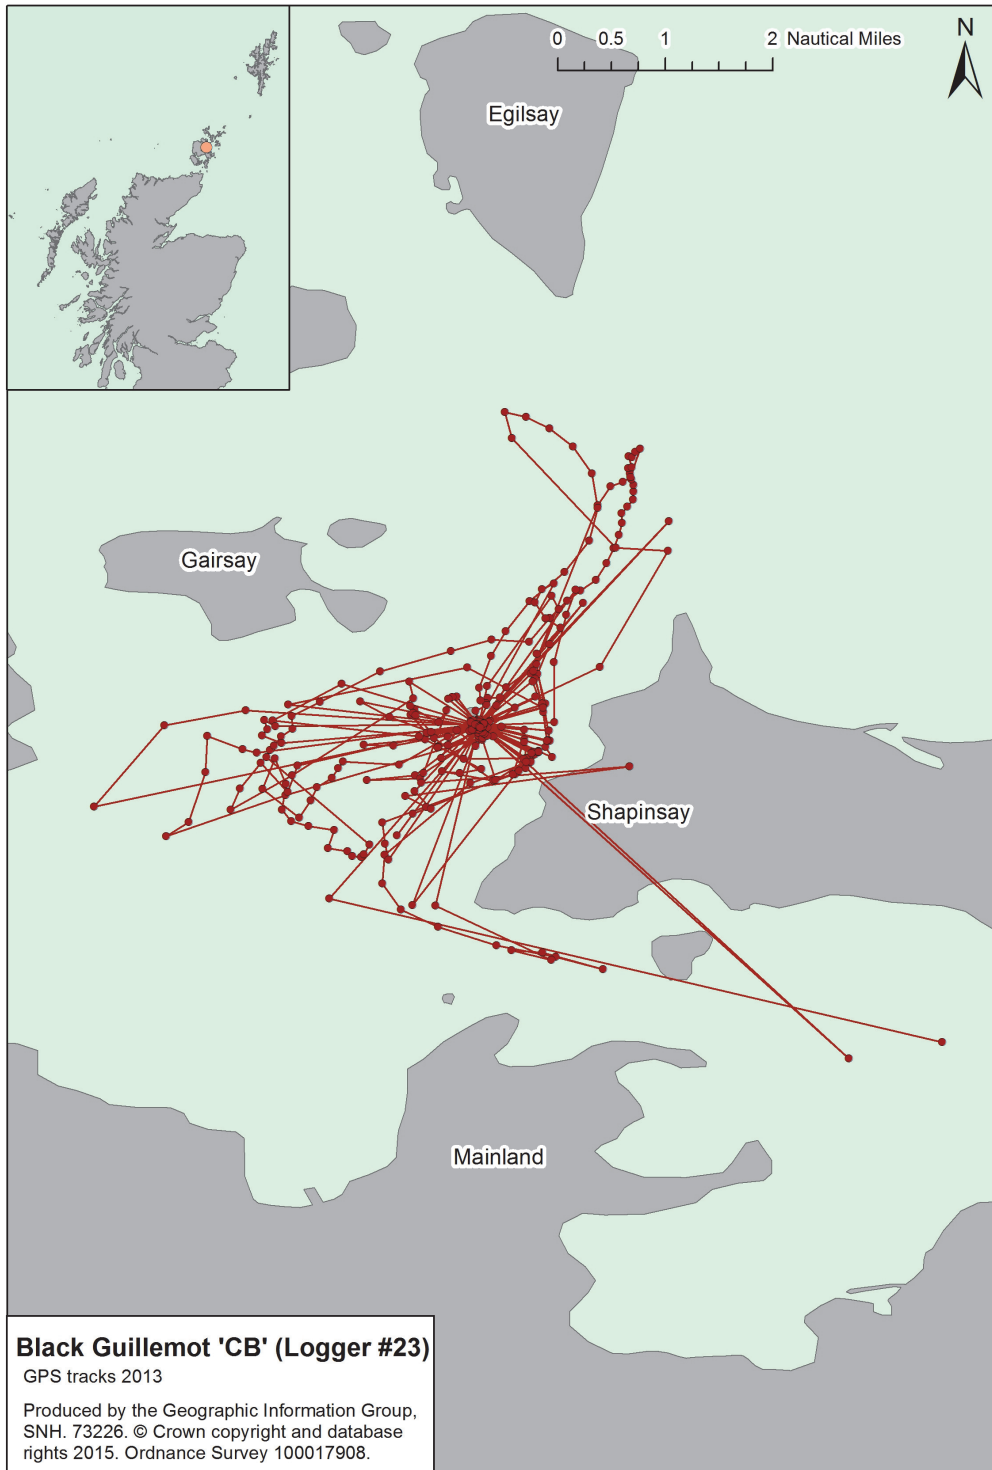 0 0.5 1 2 Nautical Miles
N
Egilsay
Gairsay
Shapinsay
Mainland
Black Guillemot 'CB' (Logger #23)
GPS tracks 2013
Produced by the Geographic Information Group,
SNH. 73226. © Crown copyright and database
rights 2015. Ordnance Survey 100017908.